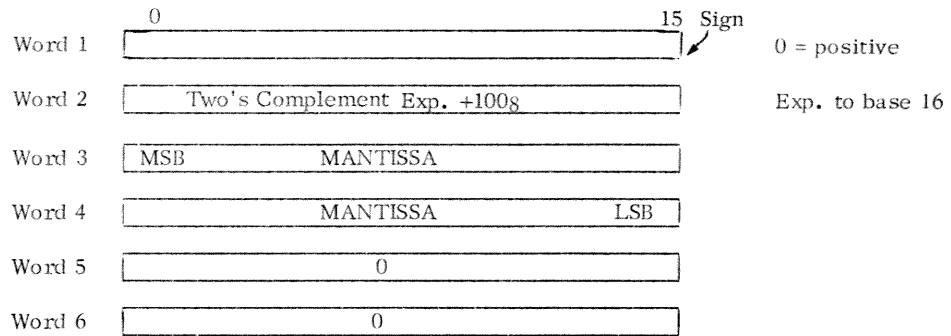 0 15 Sign
Word 1 0 = positive
Word 2 Two's Complement Exp. +100₈ Exp. to base 16
Word 3 MSB MANTISSA
Word 4 MANTISSA LSB
Word 5 0
Word 6 0